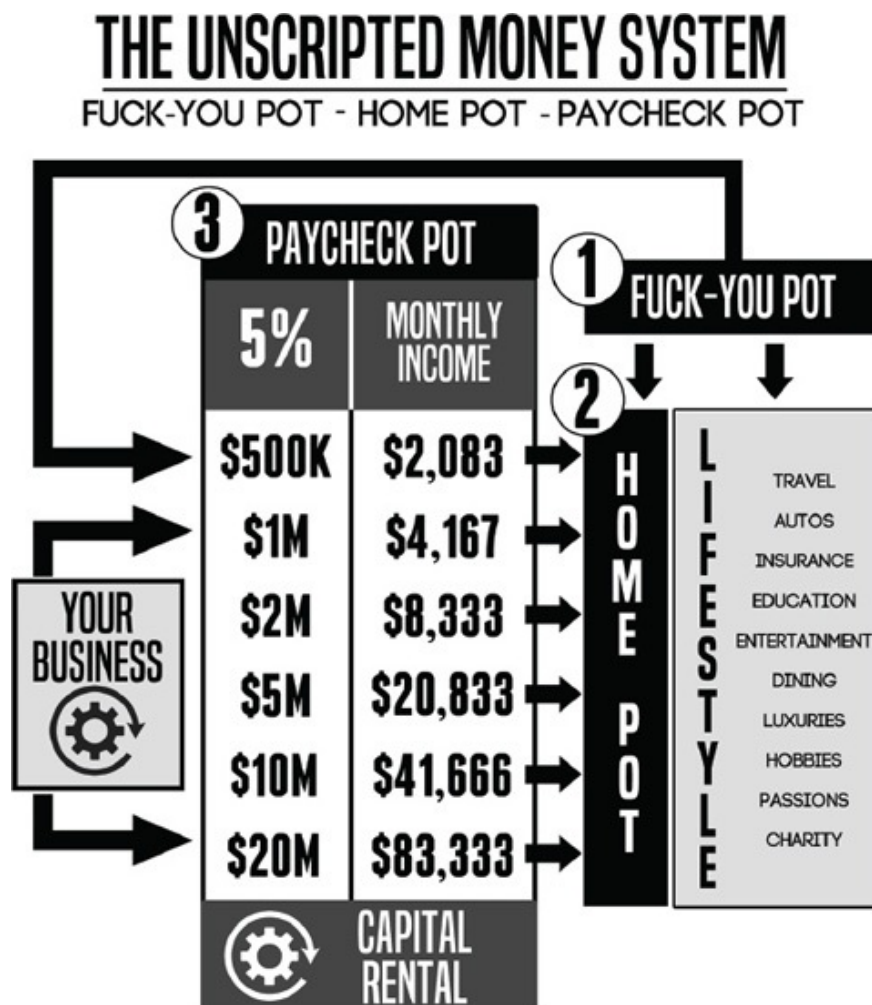 THE UNSCRIPTED MONEY SYSTEM
FUCK-YOU POT - HOME POT - PAYCHECK POT
3
PAYCHECK POT
1
FUCK-YOU POT
5%
MONTHLY
INCOME
2
$500K $2,083
$1M $4,167
$2M $8,333
$5M $20,833
$10M $41,666
$20M $83,333
YOUR
BUSINESS
HOME POT
LIFESTYLE
TRAVEL
AUTOS
INSURANCE
EDUCATION
ENTERTAINMENT
DINING
LUXURIES
HOBBIES
PASSIONS
CHARITY
CAPITAL
RENTAL